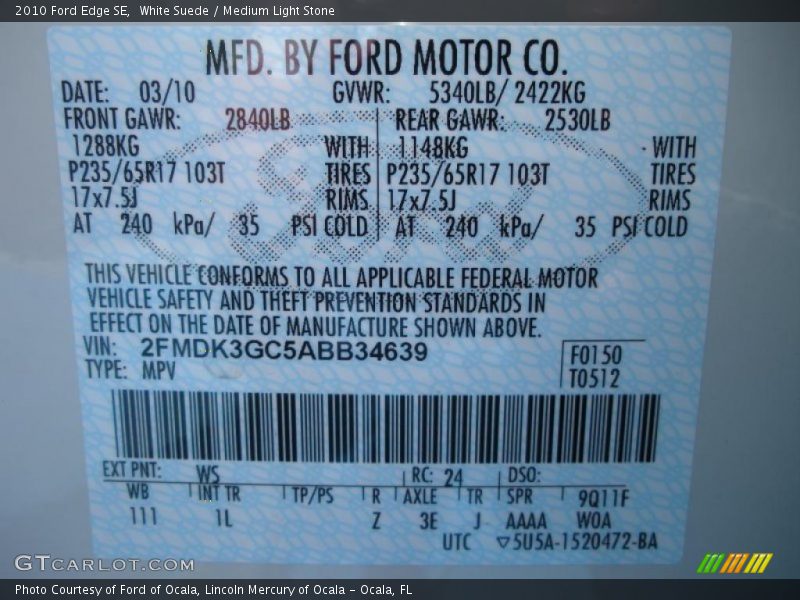 2010 Ford Edge SE, White Suede / Medium Light Stone
MFD. BY FORD MOTOR CO.
DATE: 03/10 GVWR: 5340LB/ 2422KG
FRONT GAWR: 2840LB REAR GAWR: 2530LB
1288KG WITH 1148KG WITH
P235/65R17 103T TIRES P235/65R17 103T TIRES
17x7.5J RIMS 17x7.5J RIMS
AT 240 kPa/ 35 PSI COLD AT 240 kPa/ 35 PSI COLD
THIS VEHICLE CONFORMS TO ALL APPLICABLE FEDERAL MOTOR
VEHICLE SAFETY AND THEFT PREVENTION STANDARDS IN
EFFECT ON THE DATE OF MANUFACTURE SHOWN ABOVE.
VIN: 2FMDK3GC5ABB34639 F0150
TYPE: MPV T0512
EXT PNT: WS RC: 24 DSO:
WB INT TR TP/PS R AXLE TR SPR 9Q11F
111 1L Z 3E J AAAA WOA
UTC ▽5U5A-1520472-BA
GTCARLOT.COM
Photo Courtesy of Ford of Ocala, Lincoln Mercury of Ocala - Ocala, FL